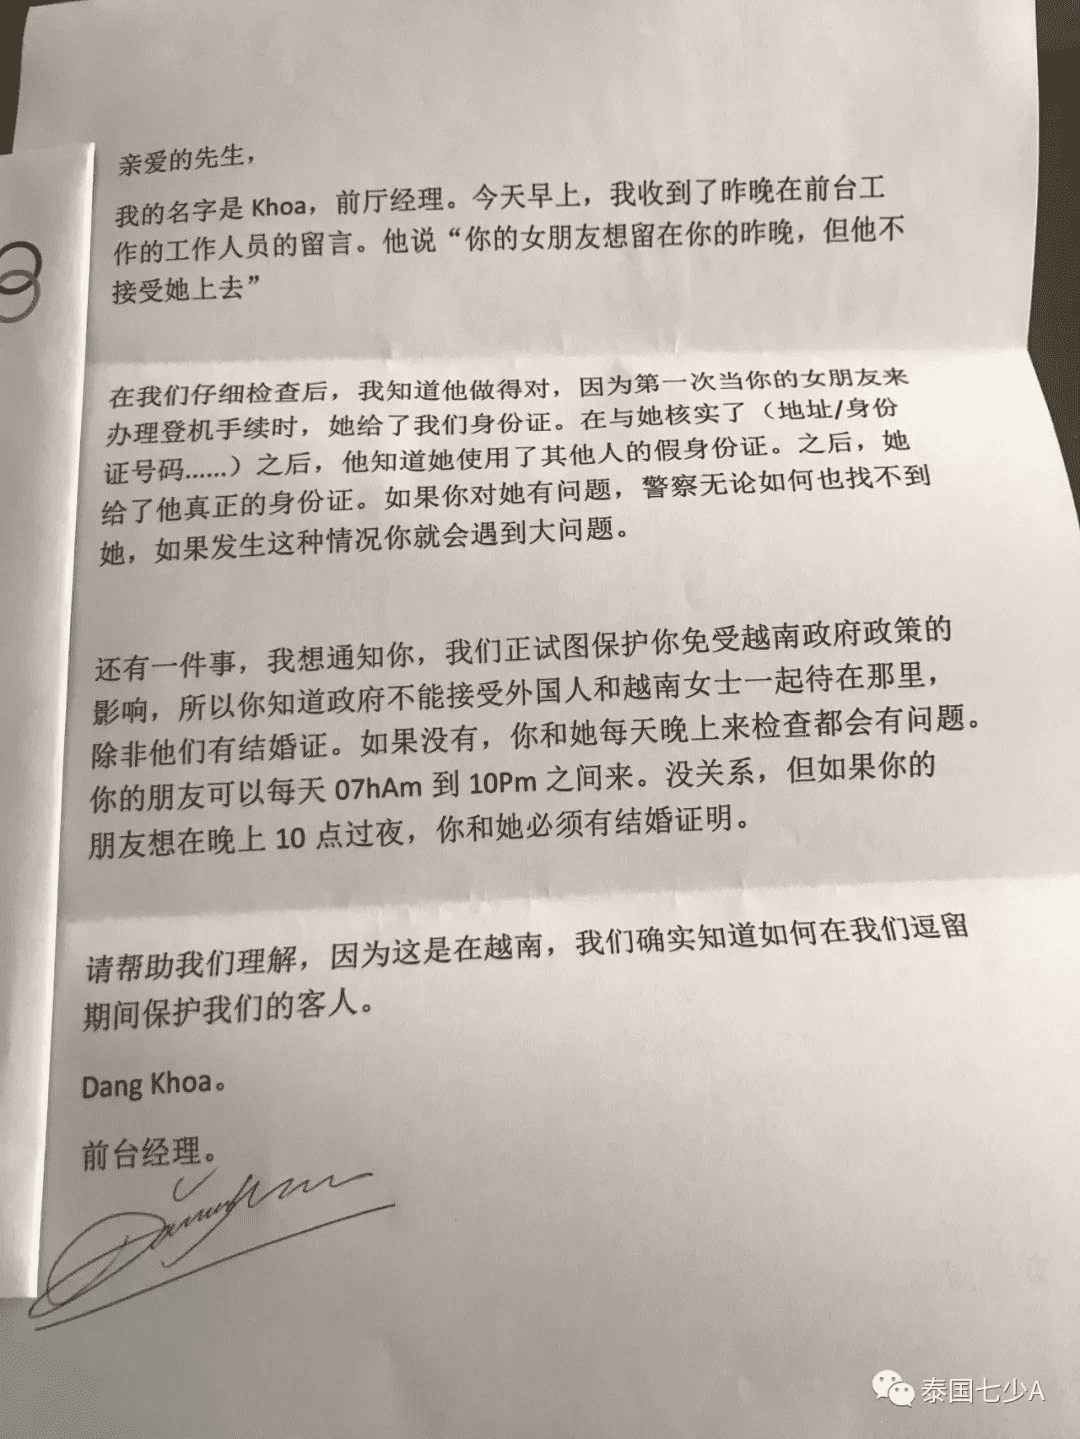 亲爱的先生，
我的名字是 Khoa，前厅经理。今天早上，我收到了昨晚在前台工
作的工作人员的留言。他说“你的女朋友想留在你的昨晚，但他不
接受她上去”
在我们仔细检查后，我知道他做得对，因为第一次当你的女朋友来
办理登机手续时，她给了我们身份证。在与她核实了（地址/身份
证号码......）之后，他知道她使用了其他人的假身份证。之后，她
给了他真正的身份证。如果你对她有问题，警察无论如何也找不到
她，如果发生这种情况你就会遇到大问题。
还有一件事，我想通知你，我们正试图保护你免受越南政府政策的
影响，所以你知道政府不能接受外国人和越南女士一起待在那里，
除非他们有结婚证。如果没有，你和她每天晚上来检查都会有问题。
你的朋友可以每天 07hAm 到 10Pm 之间来。没关系，但如果你的
朋友想在晚上 10 点过夜，你和她必须有结婚证明。
请帮助我们理解，因为这是在越南，我们确实知道如何在我们逗留
期间保护我们的客人。
Dang Khoa。
前台经理。
泰国七少A